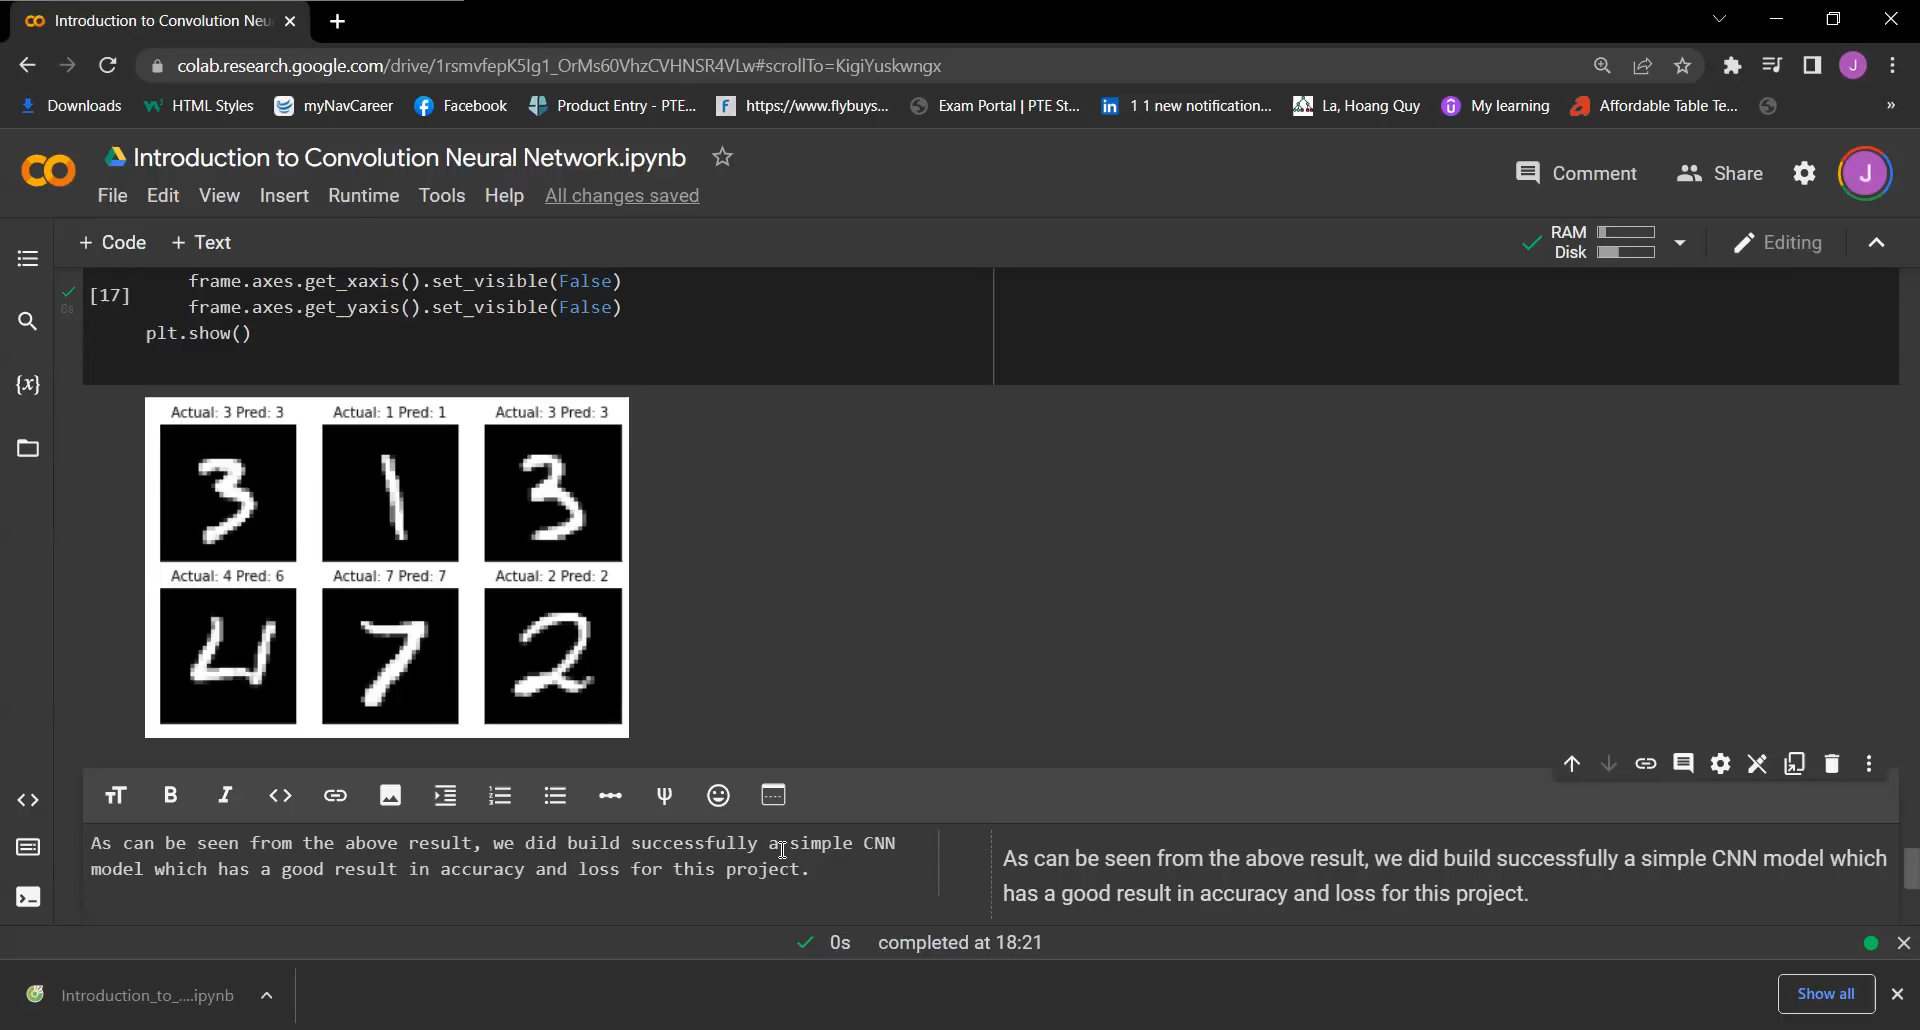 Introduction to Convolution Neu
colab.research.google.com/drive/1rsmvfepK5Ig1_OrMs60VhzCVHNSR4VLw#scrollTo=KigiYuskwngx
J
Downloads HTML Styles myNavCareer Facebook Product Entry - PTE... https://www.flybuys... Exam Portal | PTE St... 1 1 new notification... La, Hoang Quy My learning Affordable Table Te... »
Introduction to Convolution Neural Network.ipynb
Comment Share J
File Edit View Insert Runtime Tools Help All changes saved
+ Code + Text
RAM
Disk
Editing
[17]
0s
frame.axes.get_xaxis().set_visible(False)
frame.axes.get_yaxis().set_visible(False)
plt.show()
{x}
Actual: 3 Pred: 3 Actual: 1 Pred: 1 Actual: 3 Pred: 3
3 1 3
Actual: 4 Pred: 6 Actual: 7 Pred: 7 Actual: 2 Pred: 2
4 7 2
As can be seen from the above result, we did build successfully a simple CNN
model which has a good result in accuracy and loss for this project.
As can be seen from the above result, we did build successfully a simple CNN model which
has a good result in accuracy and loss for this project.
0s completed at 18:21
Introduction_to_....ipynb
Show all